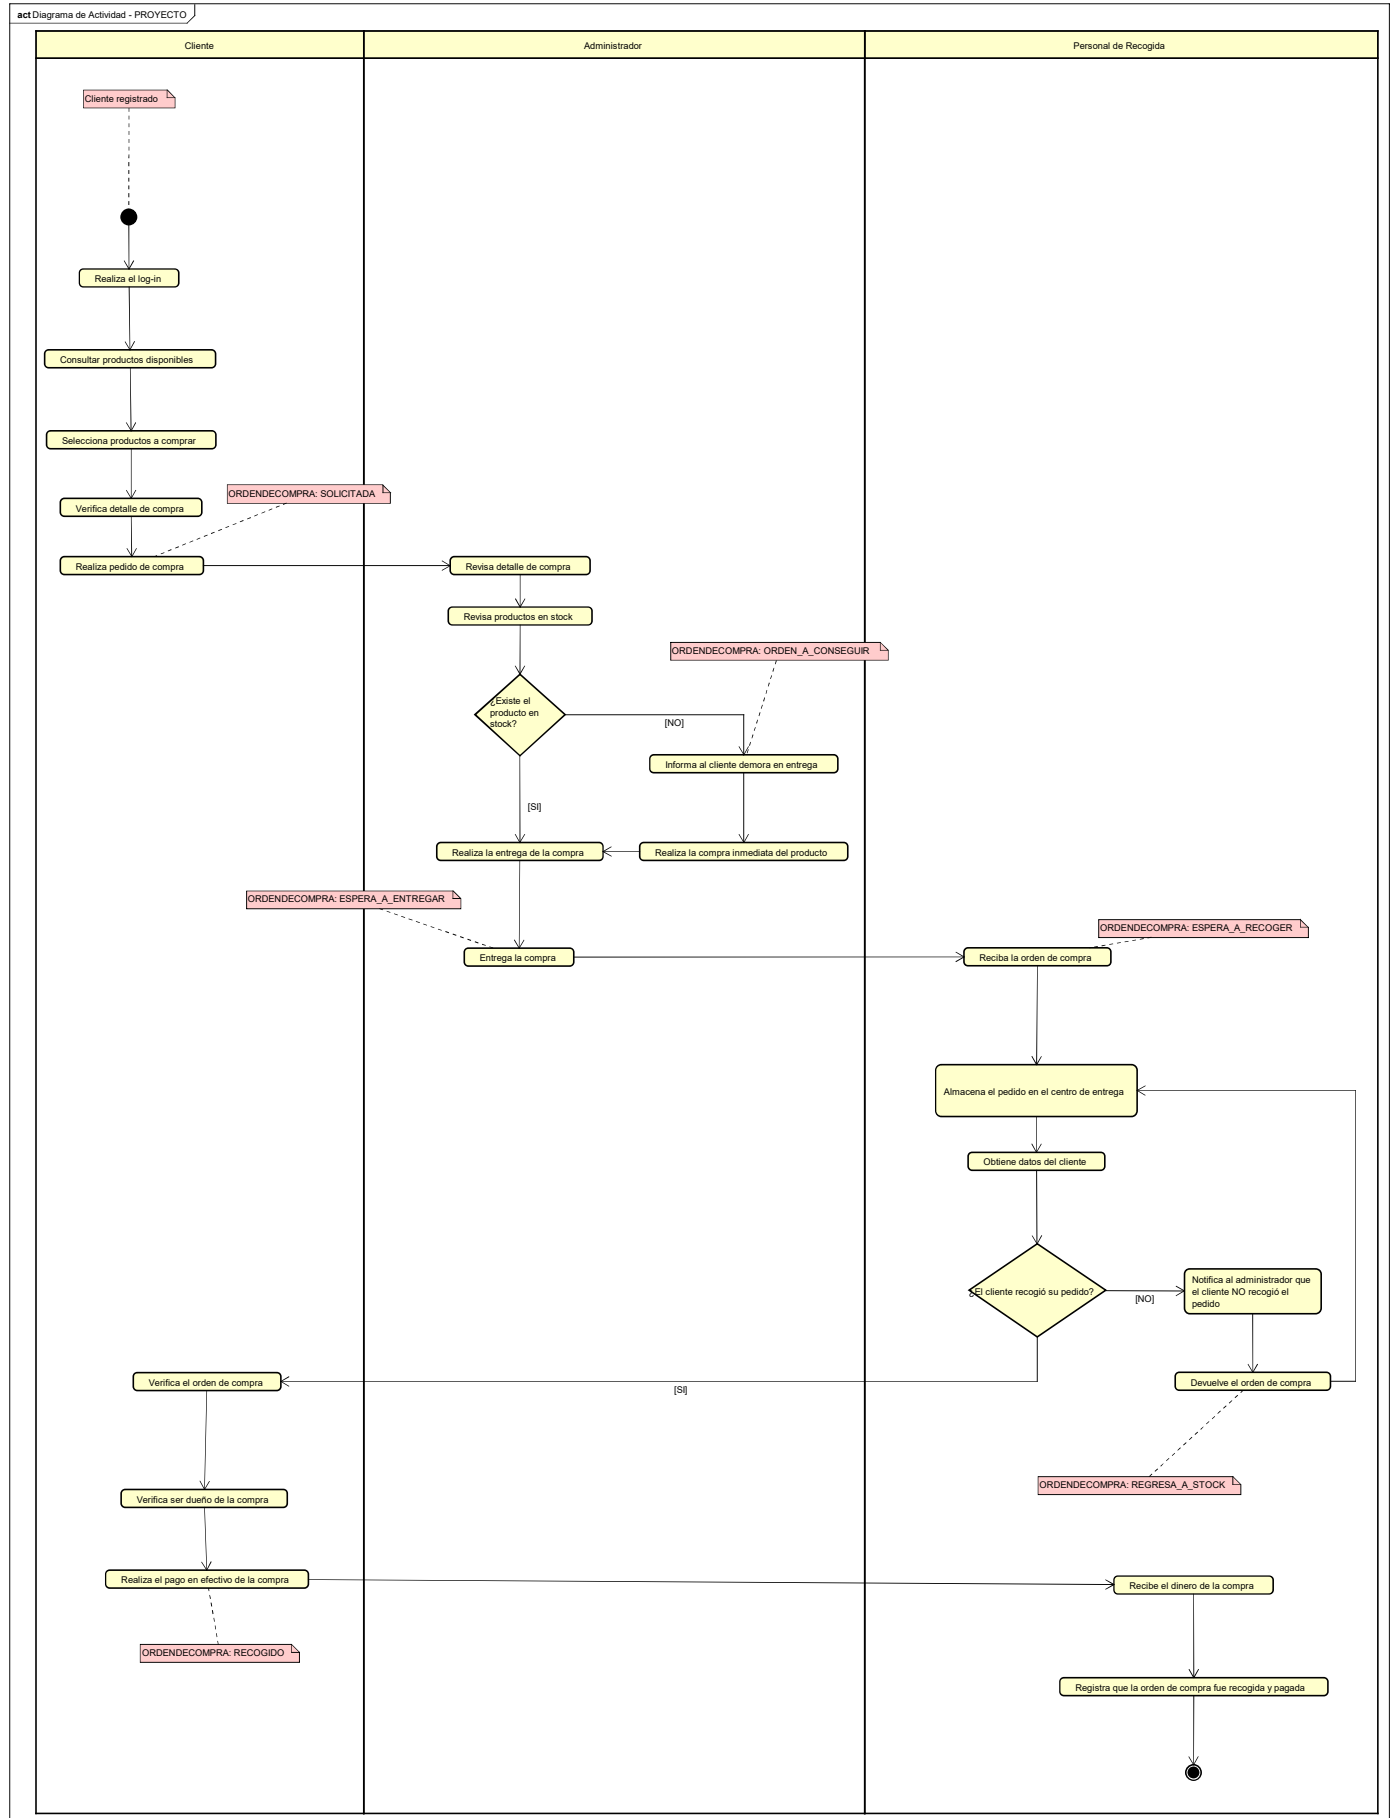 act Diagrama de Actividad - PROYECTO
Cliente
Administrador
Personal de Recogida
Cliente registrado
Realiza el log-in
Consultar productos disponibles
Selecciona productos a comprar
ORDENDECOMPRA: SOLICITADA
Verifica detalle de compra
Realiza pedido de compra
Revisa detalle de compra
Revisa productos en stock
ORDENDECOMPRA: ORDEN_A_CONSEGUIR
¿Existe el
producto en
stock?
[NO]
Informa al cliente demora en entrega
[SI]
Realiza la entrega de la compra
Realiza la compra inmediata del producto
ORDENDECOMPRA: ESPERA_A_ENTREGAR
ORDENDECOMPRA: ESPERA_A_RECOGER
Entrega la compra
Reciba la orden de compra
Almacena el pedido en el centro de entrega
Obtiene datos del cliente
¿El cliente recogió su pedido?
[NO]
Notifica al administrador que
el cliente NO recogió el
pedido
Verifica el orden de compra
[SI]
Devuelve el orden de compra
ORDENDECOMPRA: REGRESA_A_STOCK
Verifica ser dueño de la compra
Realiza el pago en efectivo de la compra
Recibe el dinero de la compra
ORDENDECOMPRA: RECOGIDO
Registra que la orden de compra fue recogida y pagada